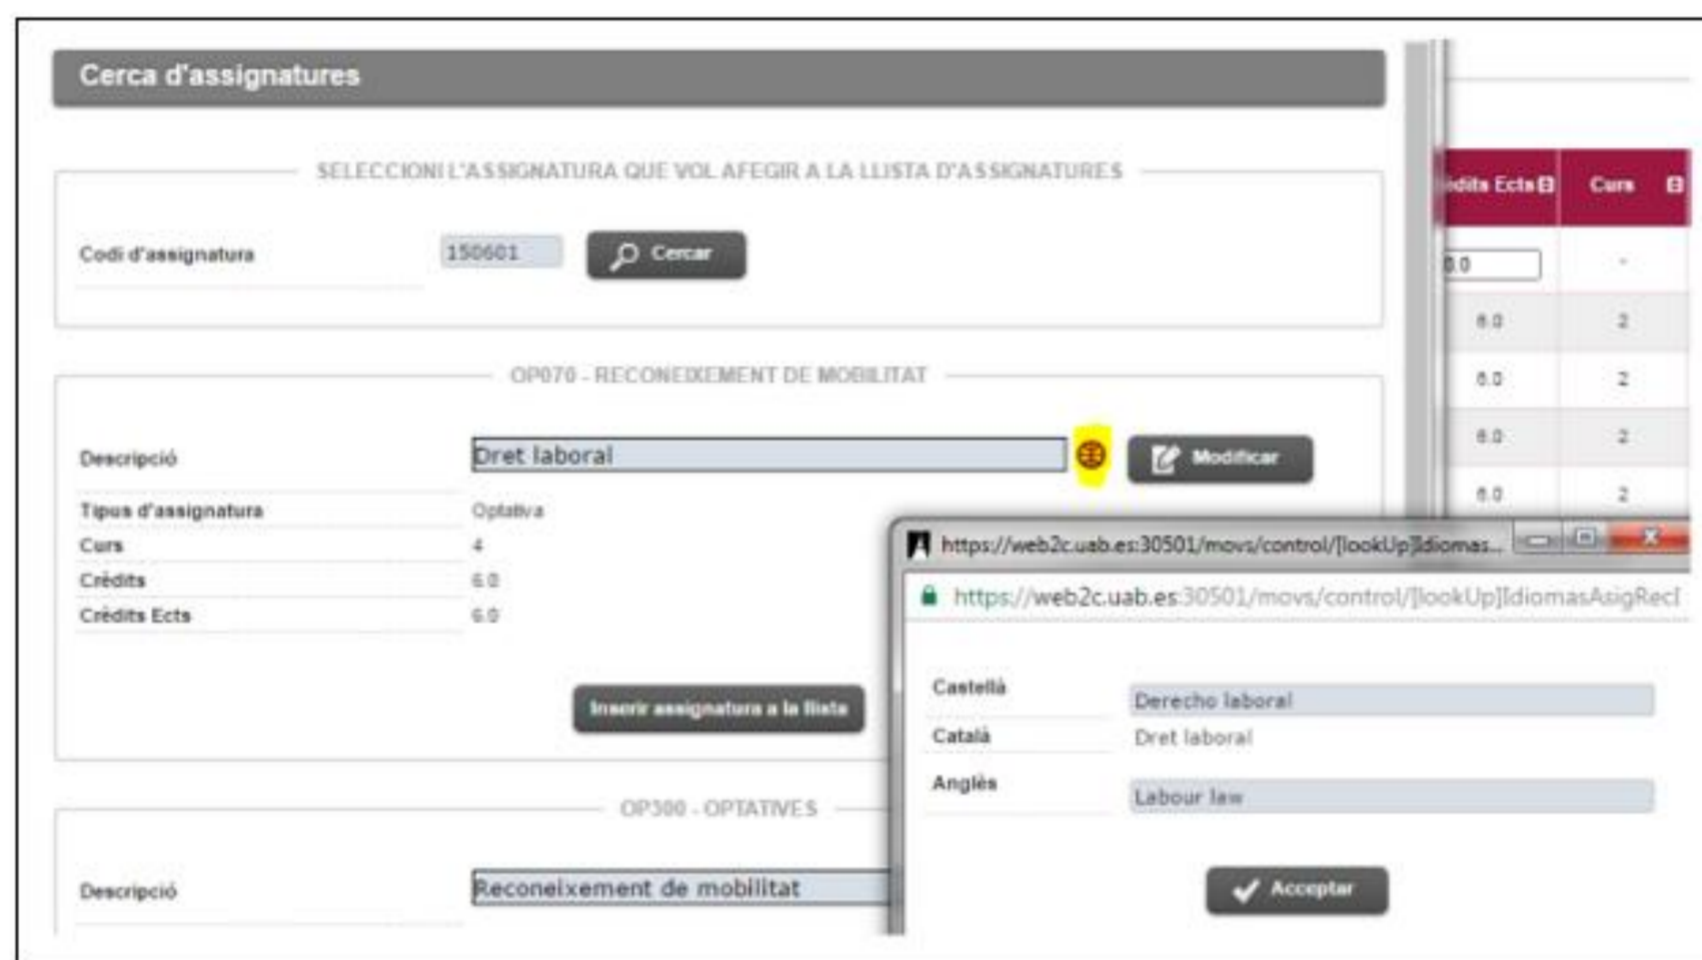 Cerca d'assignatures
SELECCIONI L'ASSIGNATURA QUE VOL AFEGIR A LA LLISTA D'ASSIGNATURES
Codi d'assignatura 150601 Cercar
OP070 - RECONEIXEMENT DE MOBILITAT
Descripció Dret laboral Modificar
Tipus d'assignatura Optativa
Curs 4
Crèdits 6.0
Crèdits Ects 6.0
Inserir assignatura a la llista
OP300 - OPTATIVES
Descripció Reconeixement de mobilitat
èdits Ects Curs
0.0 -
6.0 2
6.0 2
6.0 2
6.0 2
https://web2c.uab.es:30501/movs/control/[lookUp]Idiomas...
https://web2c.uab.es:30501/movs/control/[lookUp]IdiomasAsigRecI
Castellà Derecho laboral
Català Dret laboral
Anglès Labour law
Acceptar